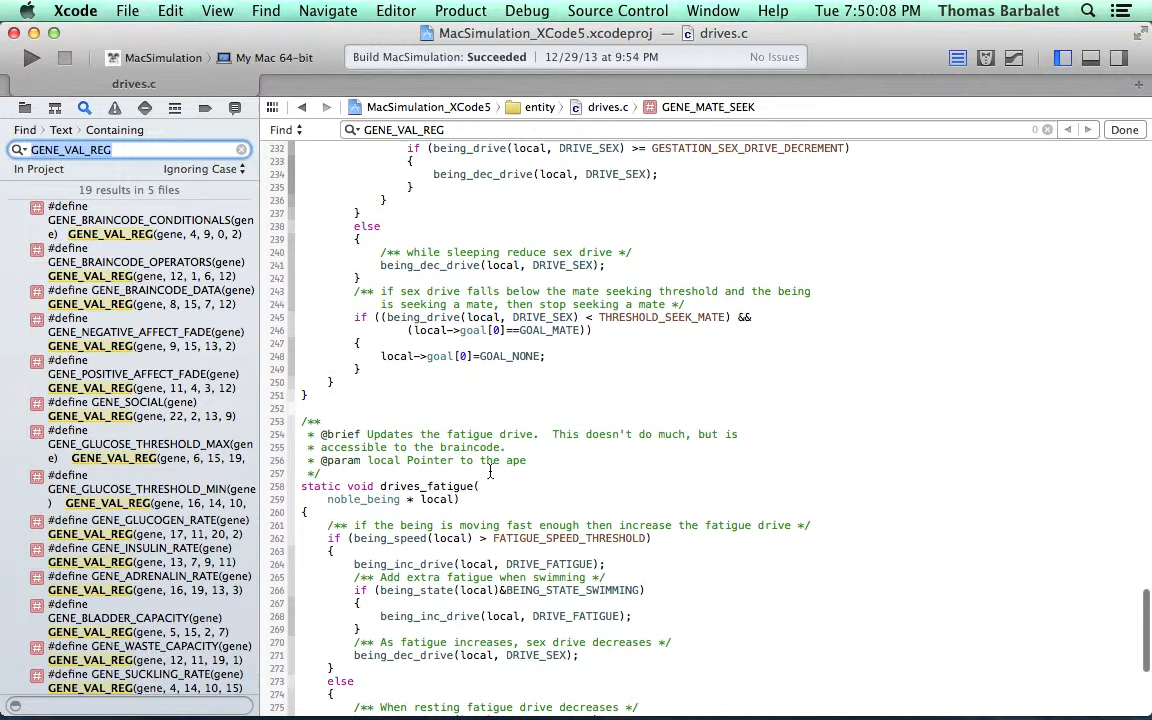 Xcode File Edit View Find Navigate Editor Product Debug Source Control Window Help Tue 7:50:08 PM Thomas Barbalet
MacSimulation_XCode5.xcodeproj — drives.c
MacSimulation My Mac 64-bit Build MacSimulation: Succeeded 12/29/13 at 9:54 PM No Issues
drives.c
MacSimulation_XCode5 entity drives.c GENE_MATE_SEEK
Find Text Containing
Find GENE_VAL_REG 0 Done
GENE_VAL_REG
In Project Ignoring Case
19 results in 5 files
#define
GENE_BRAINCODE_CONDITIONALS(gen
e) GENE_VAL_REG(gene, 4, 9, 0, 2)
#define
GENE_BRAINCODE_OPERATORS(gene)
GENE_VAL_REG(gene, 12, 1, 6, 12)
#define GENE_BRAINCODE_DATA(gene)
GENE_VAL_REG(gene, 8, 15, 7, 12)
#define
GENE_NEGATIVE_AFFECT_FADE(gene)
GENE_VAL_REG(gene, 9, 15, 13, 2)
#define
GENE_POSITIVE_AFFECT_FADE(gene)
GENE_VAL_REG(gene, 11, 4, 3, 12)
#define GENE_SOCIAL(gene)
GENE_VAL_REG(gene, 22, 2, 13, 9)
#define
GENE_GLUCOSE_THRESHOLD_MAX(gene)
GENE_VAL_REG(gene, 6, 15, 19,
#define
GENE_GLUCOSE_THRESHOLD_MIN(gene
) GENE_VAL_REG(gene, 16, 14, 10,
#define GENE_GLUCOGEN_RATE(gene)
GENE_VAL_REG(gene, 17, 11, 20, 2)
#define GENE_INSULIN_RATE(gene)
GENE_VAL_REG(gene, 13, 7, 9, 11)
#define GENE_ADRENALIN_RATE(gene)
GENE_VAL_REG(gene, 16, 19, 13, 3)
#define
GENE_BLADDER_CAPACITY(gene)
GENE_VAL_REG(gene, 5, 15, 2, 7)
#define GENE_WASTE_CAPACITY(gene)
GENE_VAL_REG(gene, 12, 11, 19, 1)
#define GENE_SUCKLING_RATE(gene)
GENE_VAL_REG(gene, 4, 14, 10, 15)
232 if (being_drive(local, DRIVE_SEX) >= GESTATION_SEX_DRIVE_DECREMENT)
233 {
234 being_dec_drive(local, DRIVE_SEX);
235 }
236 }
237 }
238 else
239 {
240 /** while sleeping reduce sex drive */
241 being_dec_drive(local, DRIVE_SEX);
242 }
243 /** if sex drive falls below the mate seeking threshold and the being
244 is seeking a mate, then stop seeking a mate */
245 if ((being_drive(local, DRIVE_SEX) < THRESHOLD_SEEK_MATE) &&
246 (local->goal[0]==GOAL_MATE))
247 {
248 local->goal[0]=GOAL_NONE;
249 }
250 }
251 }
252
253 /**
254 * @brief Updates the fatigue drive. This doesn't do much, but is
255 * accessible to the braincode.
256 * @param local Pointer to the ape
257 */
258 static void drives_fatigue(
259 noble_being * local)
260 {
261 /** if the being is moving fast enough then increase the fatigue drive */
262 if (being_speed(local) > FATIGUE_SPEED_THRESHOLD)
263 {
264 being_inc_drive(local, DRIVE_FATIGUE);
265 /** Add extra fatigue when swimming */
266 if (being_state(local)&BEING_STATE_SWIMMING)
267 {
268 being_inc_drive(local, DRIVE_FATIGUE);
269 }
270 /** As fatigue increases, sex drive decreases */
271 being_dec_drive(local, DRIVE_SEX);
272 }
273 else
274 {
275 /** When resting fatigue drive decreases */